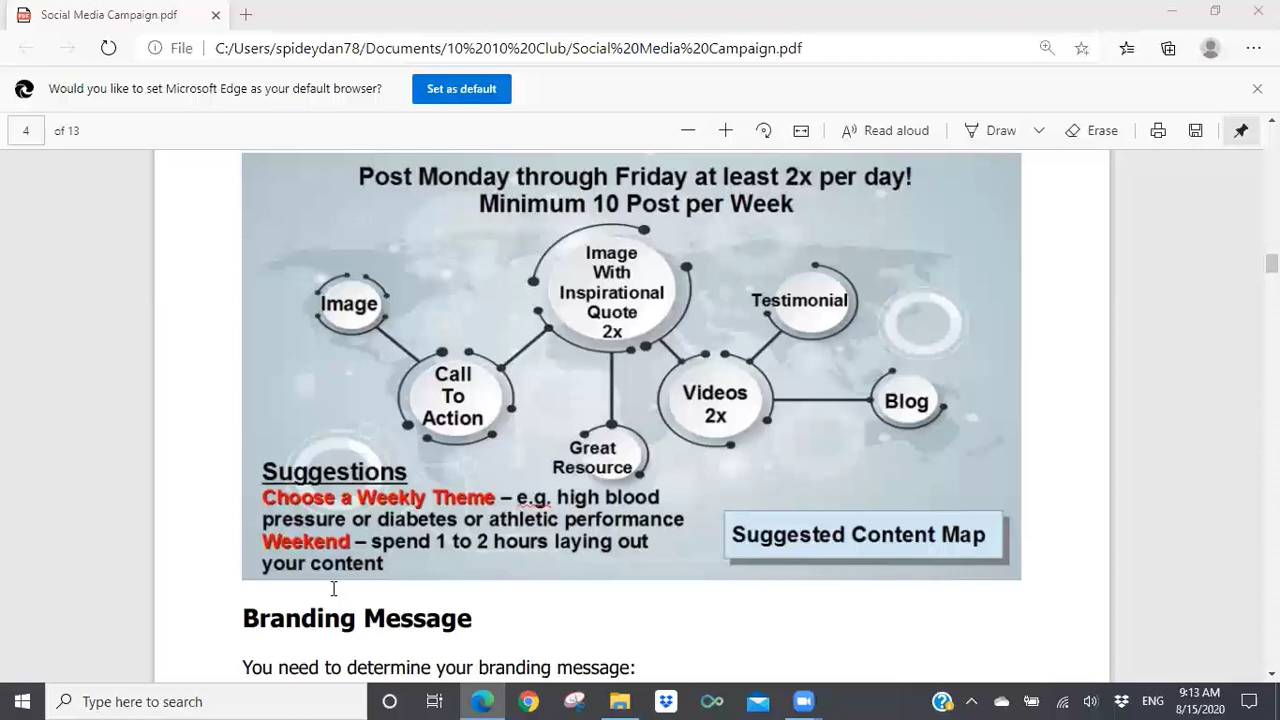 Social Media Campaign.pdf
File
C:/Users/spideydan78/Documents/10%2010%20Club/Social%20Media%20Campaign.pdf
Would you like to set Microsoft Edge as your default browser?
Set as default
4
of 13
Read aloud
Draw
Erase
Post Monday through Friday at least 2x per day!
Minimum 10 Post per Week
Image
Call
To
Action
Image
With
Inspirational
Quote
2x
Great
Resource
Videos
2x
Testimonial
Blog
Suggestions
Choose a Weekly Theme – e.g. high blood
pressure or diabetes or athletic performance
Weekend – spend 1 to 2 hours laying out
your content
Suggested Content Map
Branding Message
You need to determine your branding message:
Type here to search
ENG
9:13 AM
8/15/2020